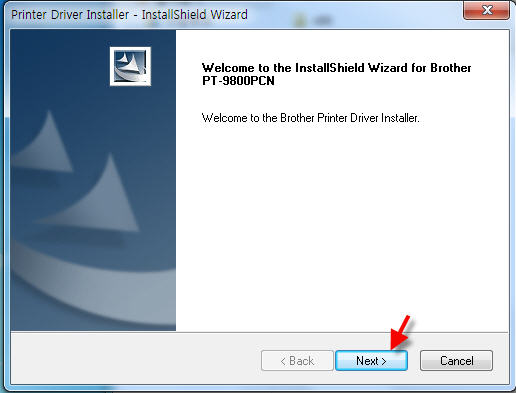 Printer Driver Installer - InstallShield Wizard
Welcome to the InstallShield Wizard for Brother
PT-9800PCN
Welcome to the Brother Printer Driver Installer.
< Back
Next >
Cancel